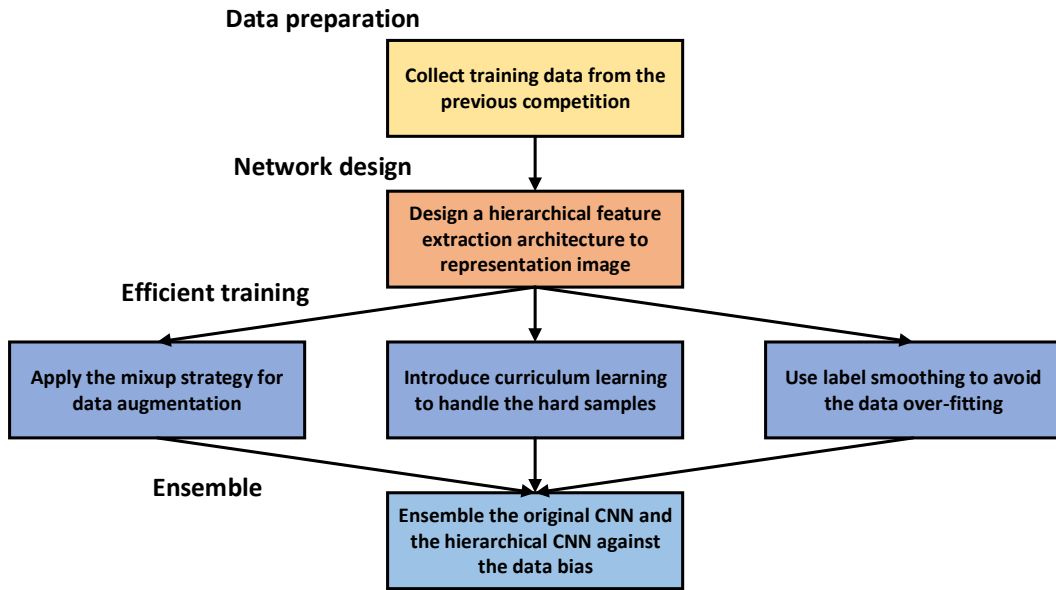 Data preparation
Collect training data from the
previous competition
Network design
Design a hierarchical feature
extraction architecture to
representation image
Efficient training
Apply the mixup strategy for
data augmentation
Introduce curriculum learning
to handle the hard samples
Use label smoothing to avoid
the data over-fitting
Ensemble
Ensemble the original CNN and
the hierarchical CNN against
the data bias